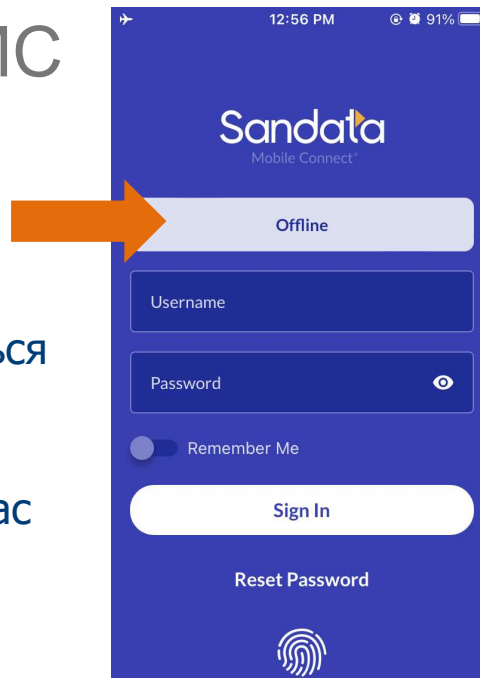 12:56 PM 91%
Sandata
Mobile Connect
Offline
Username
Password
Remember Me
Sign In
Reset Password